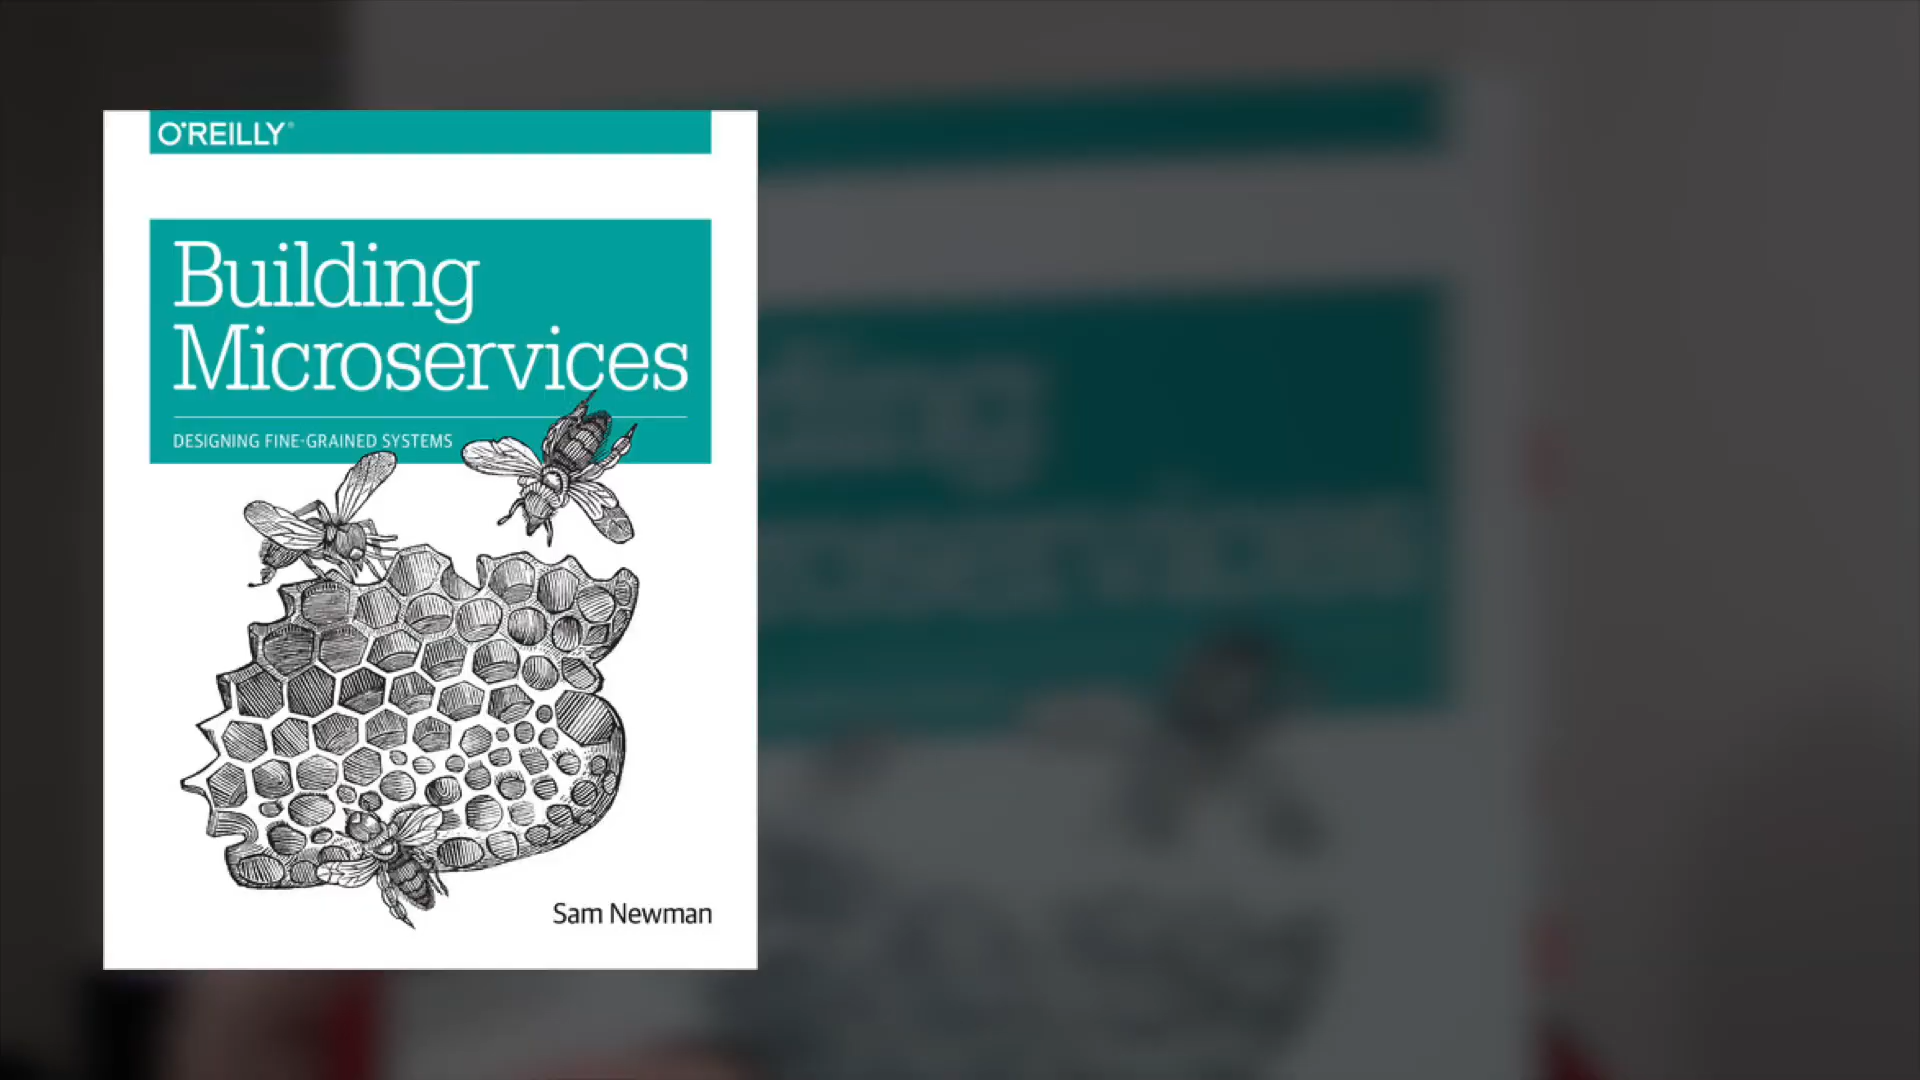 O'REILLY®
Building
Microservices
DESIGNING FINE-GRAINED SYSTEMS
Sam Newman